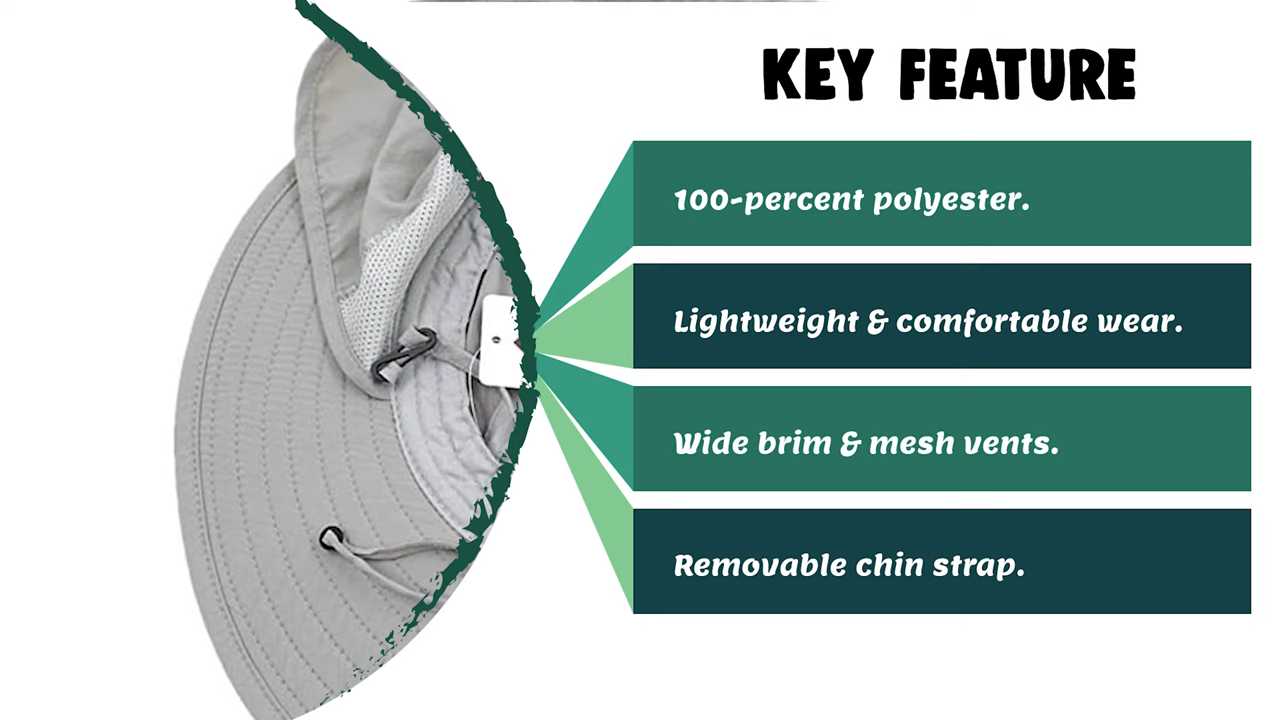 KEY FEATURE
100-percent polyester.
Lightweight & comfortable wear.
Wide brim & mesh vents.
Removable chin strap.